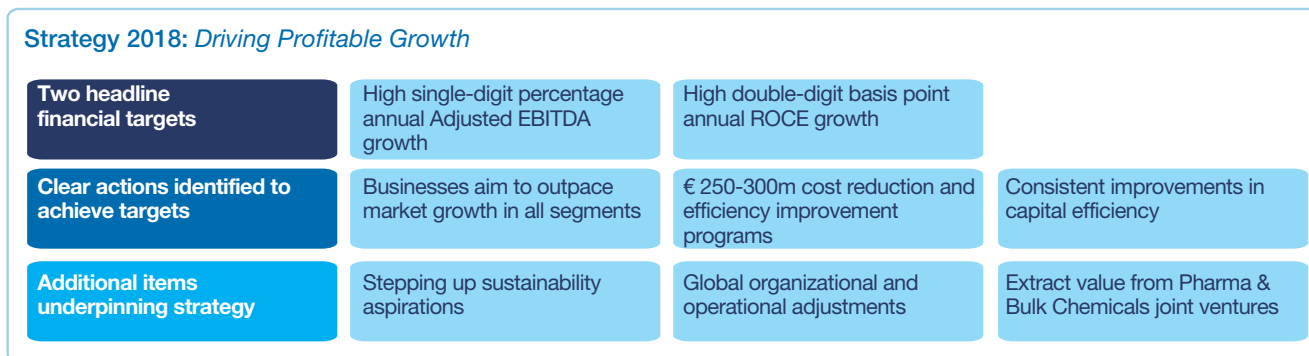 Strategy 2018: Driving Profitable Growth
Two headline
financial targets
High single-digit percentage
annual Adjusted EBITDA
growth
High double-digit basis point
annual ROCE growth
Clear actions identified to
achieve targets
Businesses aim to outpace
market growth in all segments
€ 250-300m cost reduction and
efficiency improvement
programs
Consistent improvements in
capital efficiency
Additional items
underpinning strategy
Stepping up sustainability
aspirations
Global organizational and
operational adjustments
Extract value from Pharma &
Bulk Chemicals joint ventures